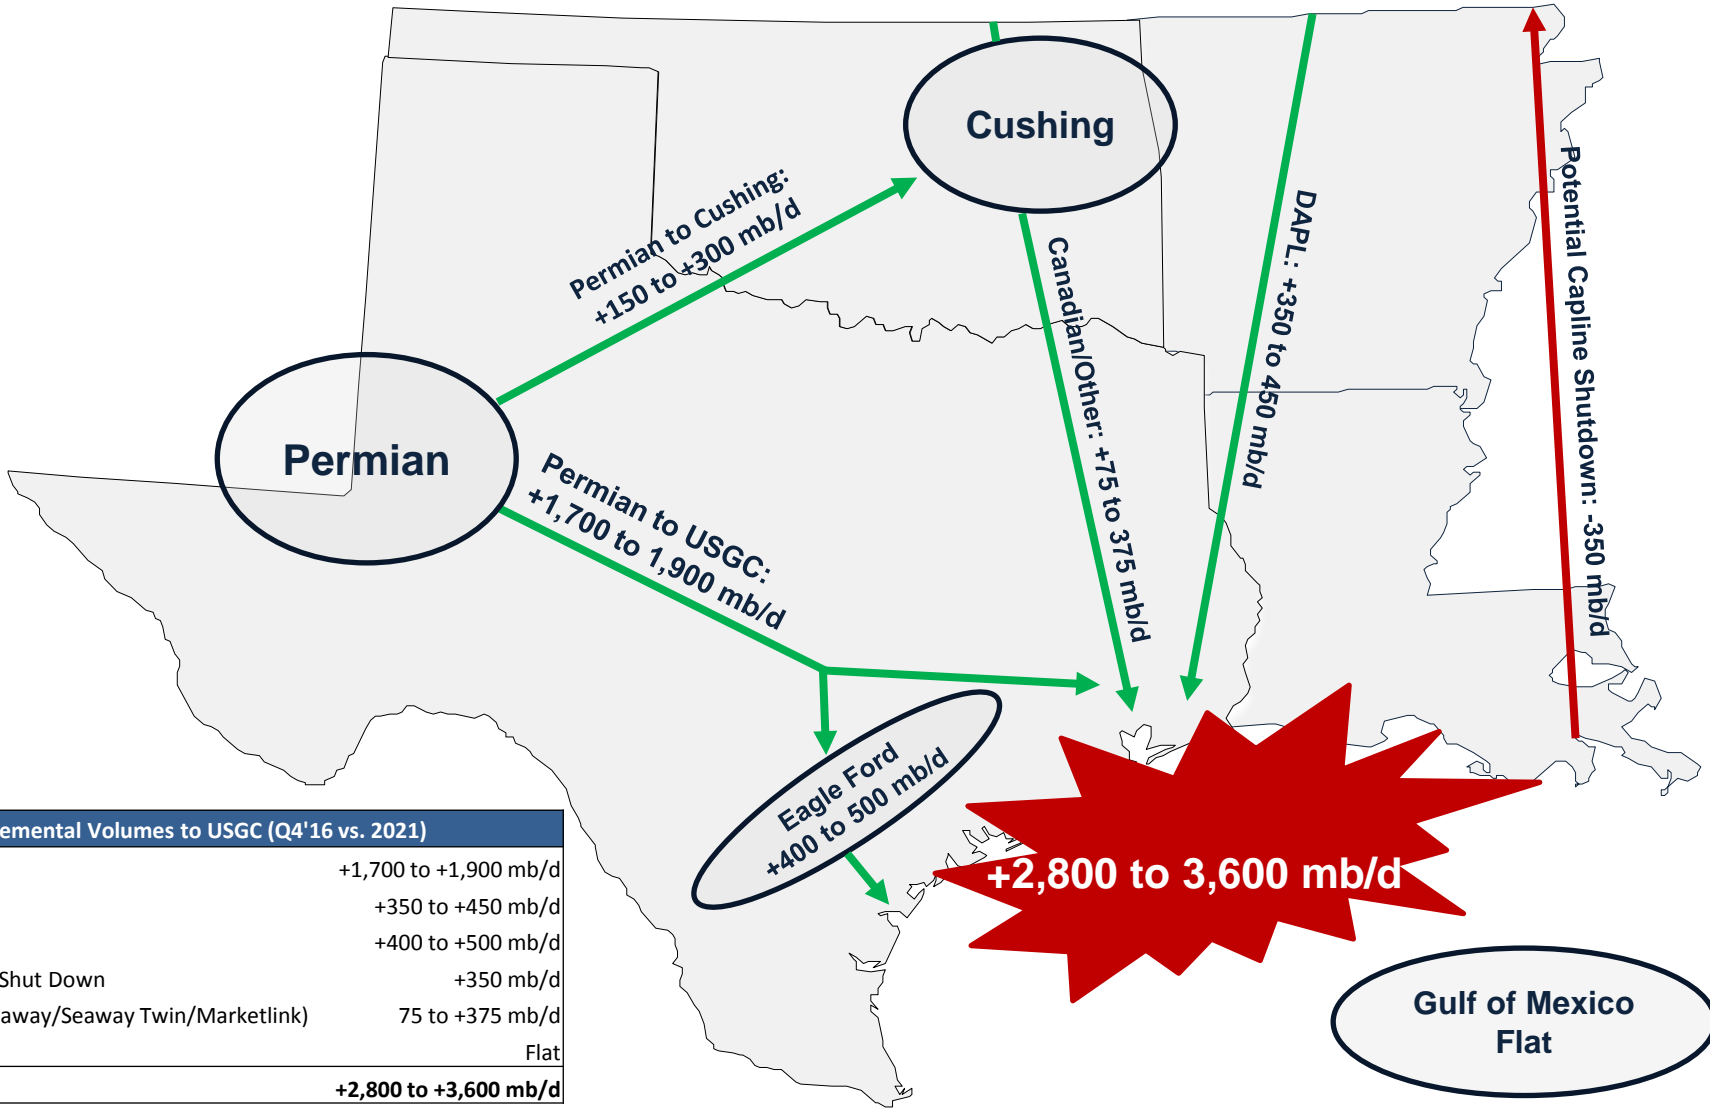 Cushing
Permian to Cushing:
+150 to +300 mb/d
Permian
Permian to USGC:
+1,700 to 1,900 mb/d
Canadian/Other: +75 to 375 mb/d
DAPL: +350 to 450 mb/d
Potential Capline Shutdown: -350 mb/d
Eagle Ford
+400 to 500 mb/d
+2,800 to 3,600 mb/d
Gulf of Mexico
Flat
emental Volumes to USGC (Q4'16 vs. 2021)
+1,700 to +1,900 mb/d
+350 to +450 mb/d
+400 to +500 mb/d
Shut Down +350 mb/d
away/Seaway Twin/Marketlink) 75 to +375 mb/d
Flat
+2,800 to +3,600 mb/d